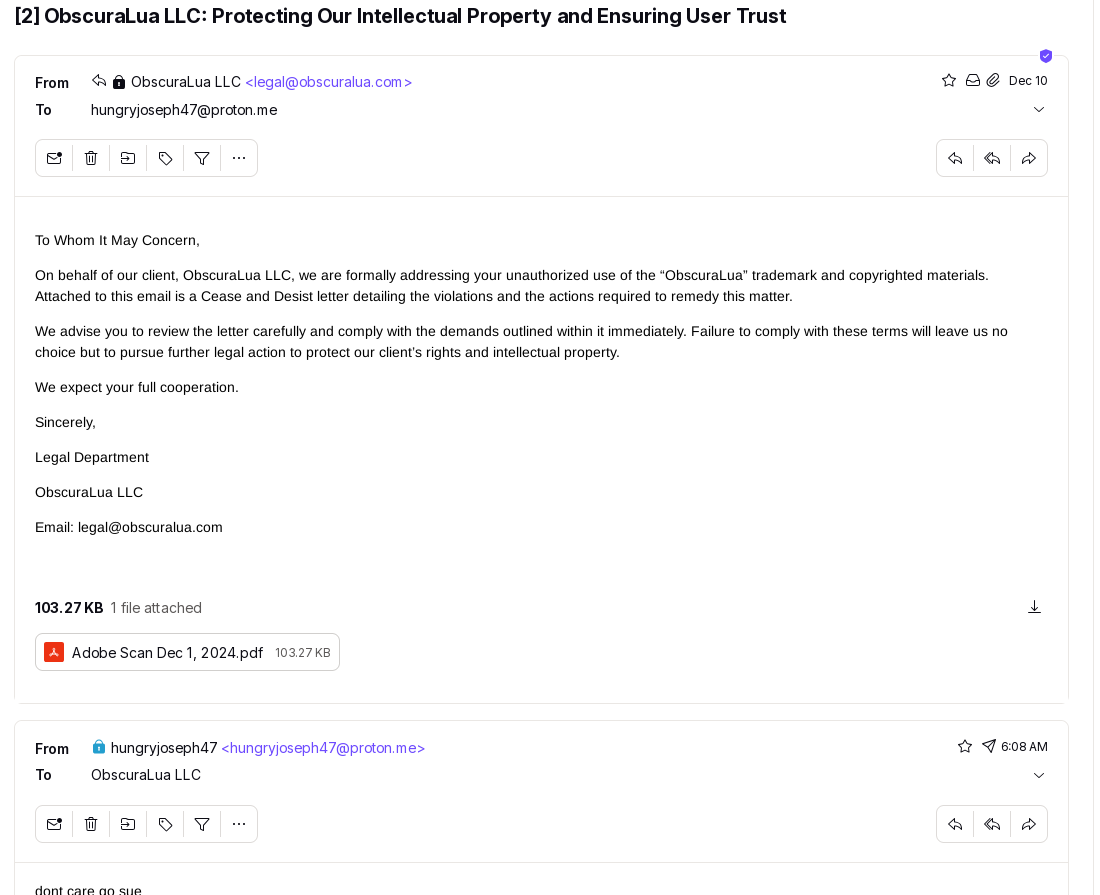 [2] ObscuraLua LLC: Protecting Our Intellectual Property and Ensuring User Trust
From ObscuraLua LLC <legal@obscuralua.com> Dec 10
To hungryjoseph47@proton.me
To Whom It May Concern,
On behalf of our client, ObscuraLua LLC, we are formally addressing your unauthorized use of the “ObscuraLua” trademark and copyrighted materials.
Attached to this email is a Cease and Desist letter detailing the violations and the actions required to remedy this matter.
We advise you to review the letter carefully and comply with the demands outlined within it immediately. Failure to comply with these terms will leave us no
choice but to pursue further legal action to protect our client’s rights and intellectual property.
We expect your full cooperation.
Sincerely,
Legal Department
ObscuraLua LLC
Email: legal@obscuralua.com
103.27 KB 1 file attached
Adobe Scan Dec 1, 2024.pdf 103.27 KB
From hungryjoseph47 <hungryjoseph47@proton.me> 6:08 AM
To ObscuraLua LLC
dont care go sue